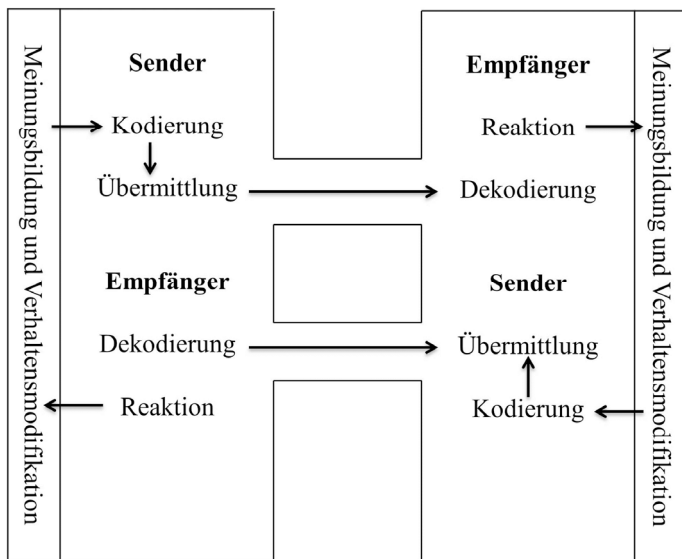 Meinungsbildung und Verhaltensmodifikation
Sender
Kodierung
Übermittlung
Empfänger
Dekodierung
Reaktion
Empfänger
Reaktion
Dekodierung
Sender
Übermittlung
Kodierung
Meinungsbildung und Verhaltensmodifikation